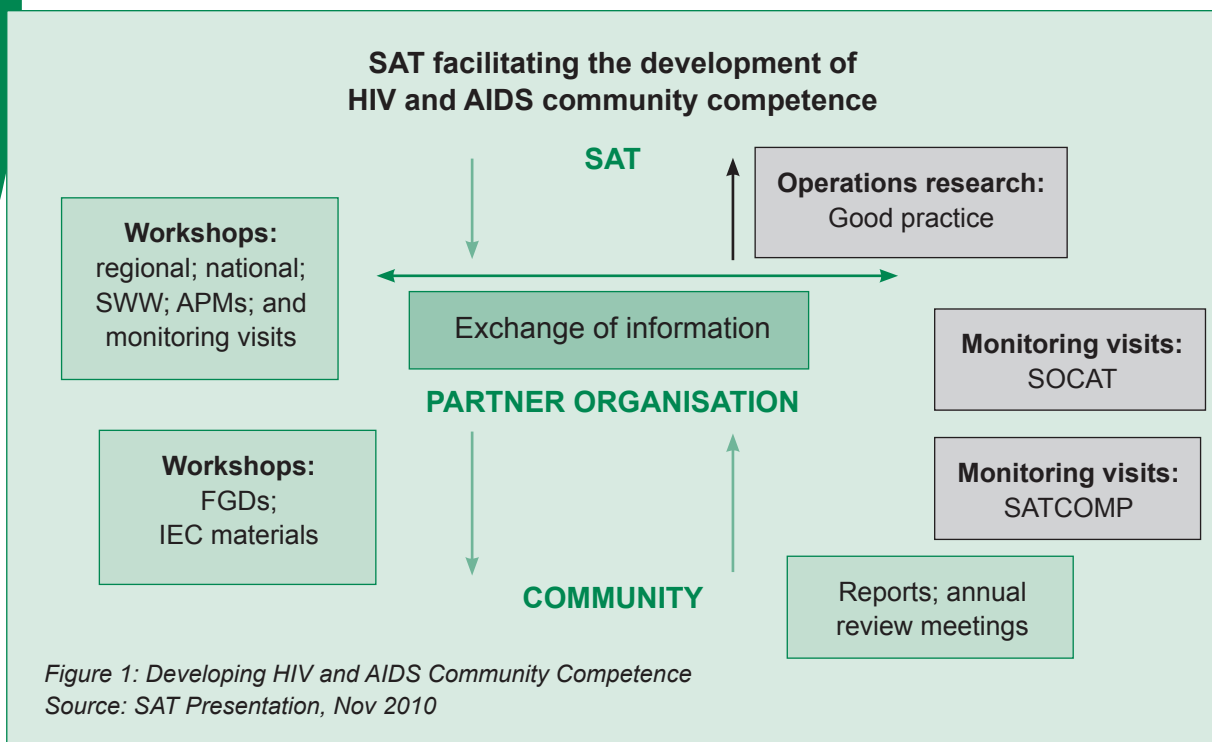 SAT facilitating the development of
HIV and AIDS community competence
SAT
Operations research:
Good practice
Workshops:
regional; national;
SWW; APMs; and
monitoring visits
Exchange of information
Monitoring visits:
SOCAT
PARTNER ORGANISATION
Workshops:
FGDs;
IEC materials
Monitoring visits:
SATCOMP
COMMUNITY
Reports; annual
review meetings
Figure 1: Developing HIV and AIDS Community Competence
Source: SAT Presentation, Nov 2010